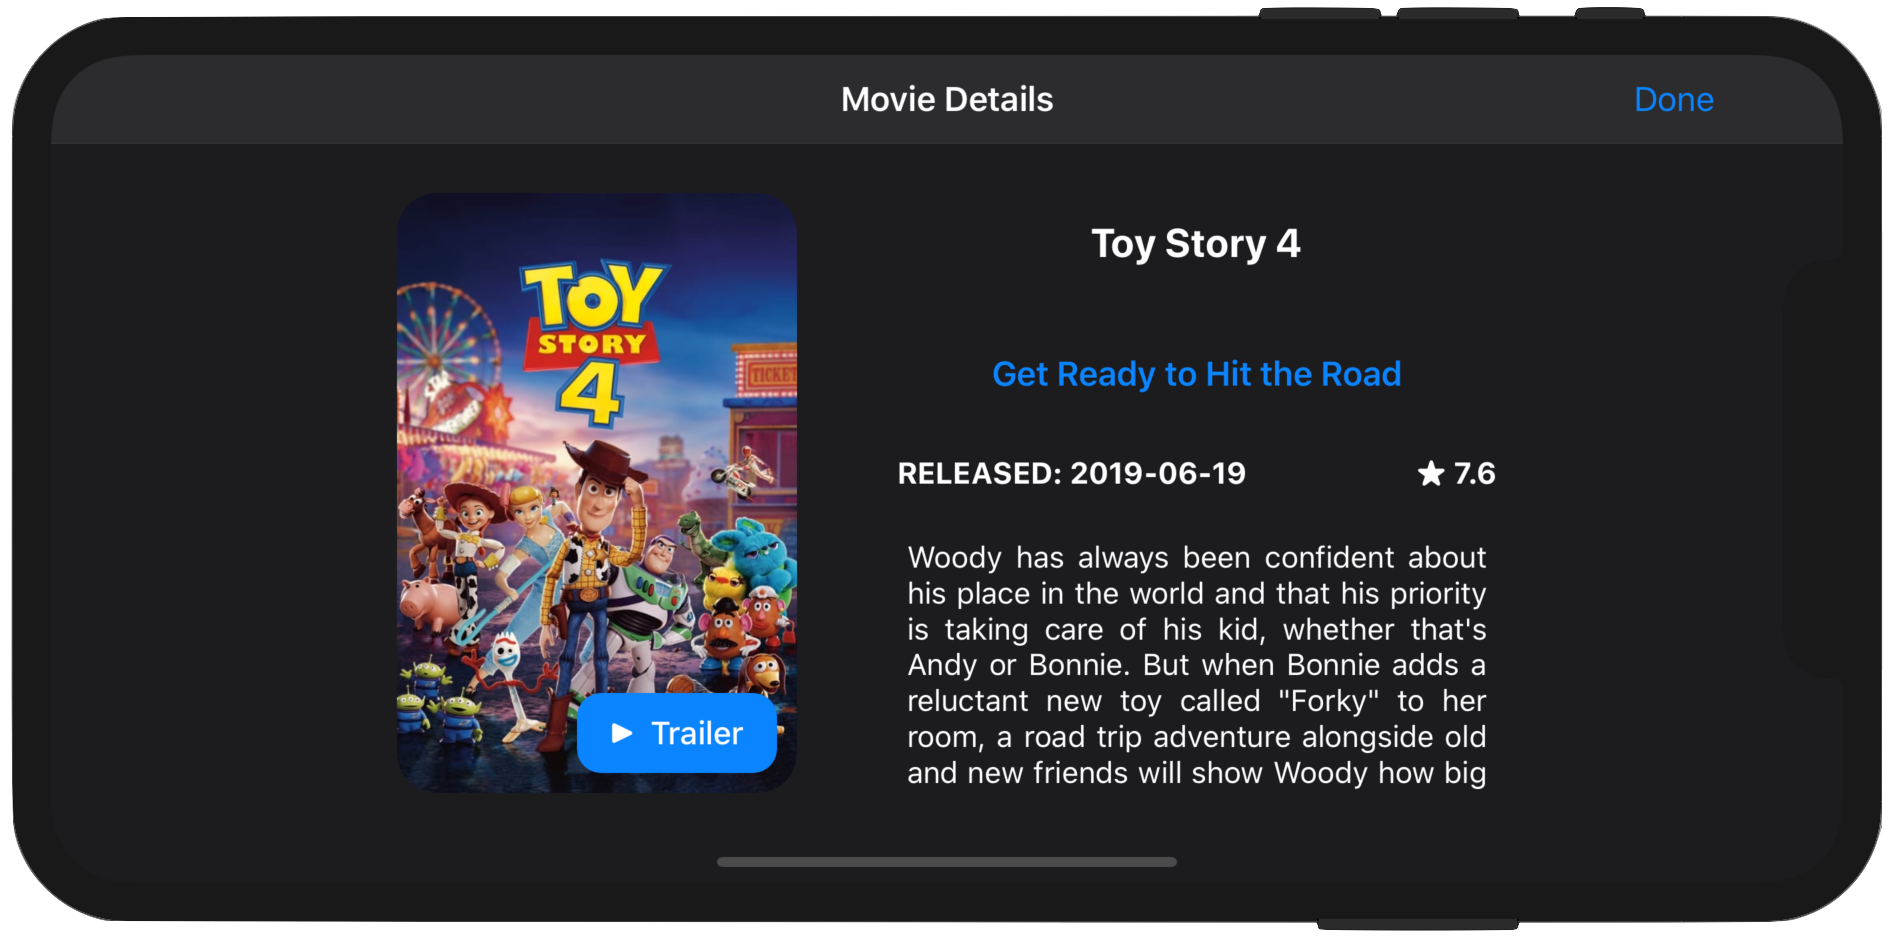 Movie Details
Done
TOY
STORY
4
TICKET
Trailer
Toy Story 4
Get Ready to Hit the Road
RELEASED: 2019-06-19
★ 7.6
Woody has always been confident about
his place in the world and that his priority
is taking care of his kid, whether that's
Andy or Bonnie. But when Bonnie adds a
reluctant new toy called "Forky" to her
room, a road trip adventure alongside old
and new friends will show Woody how big